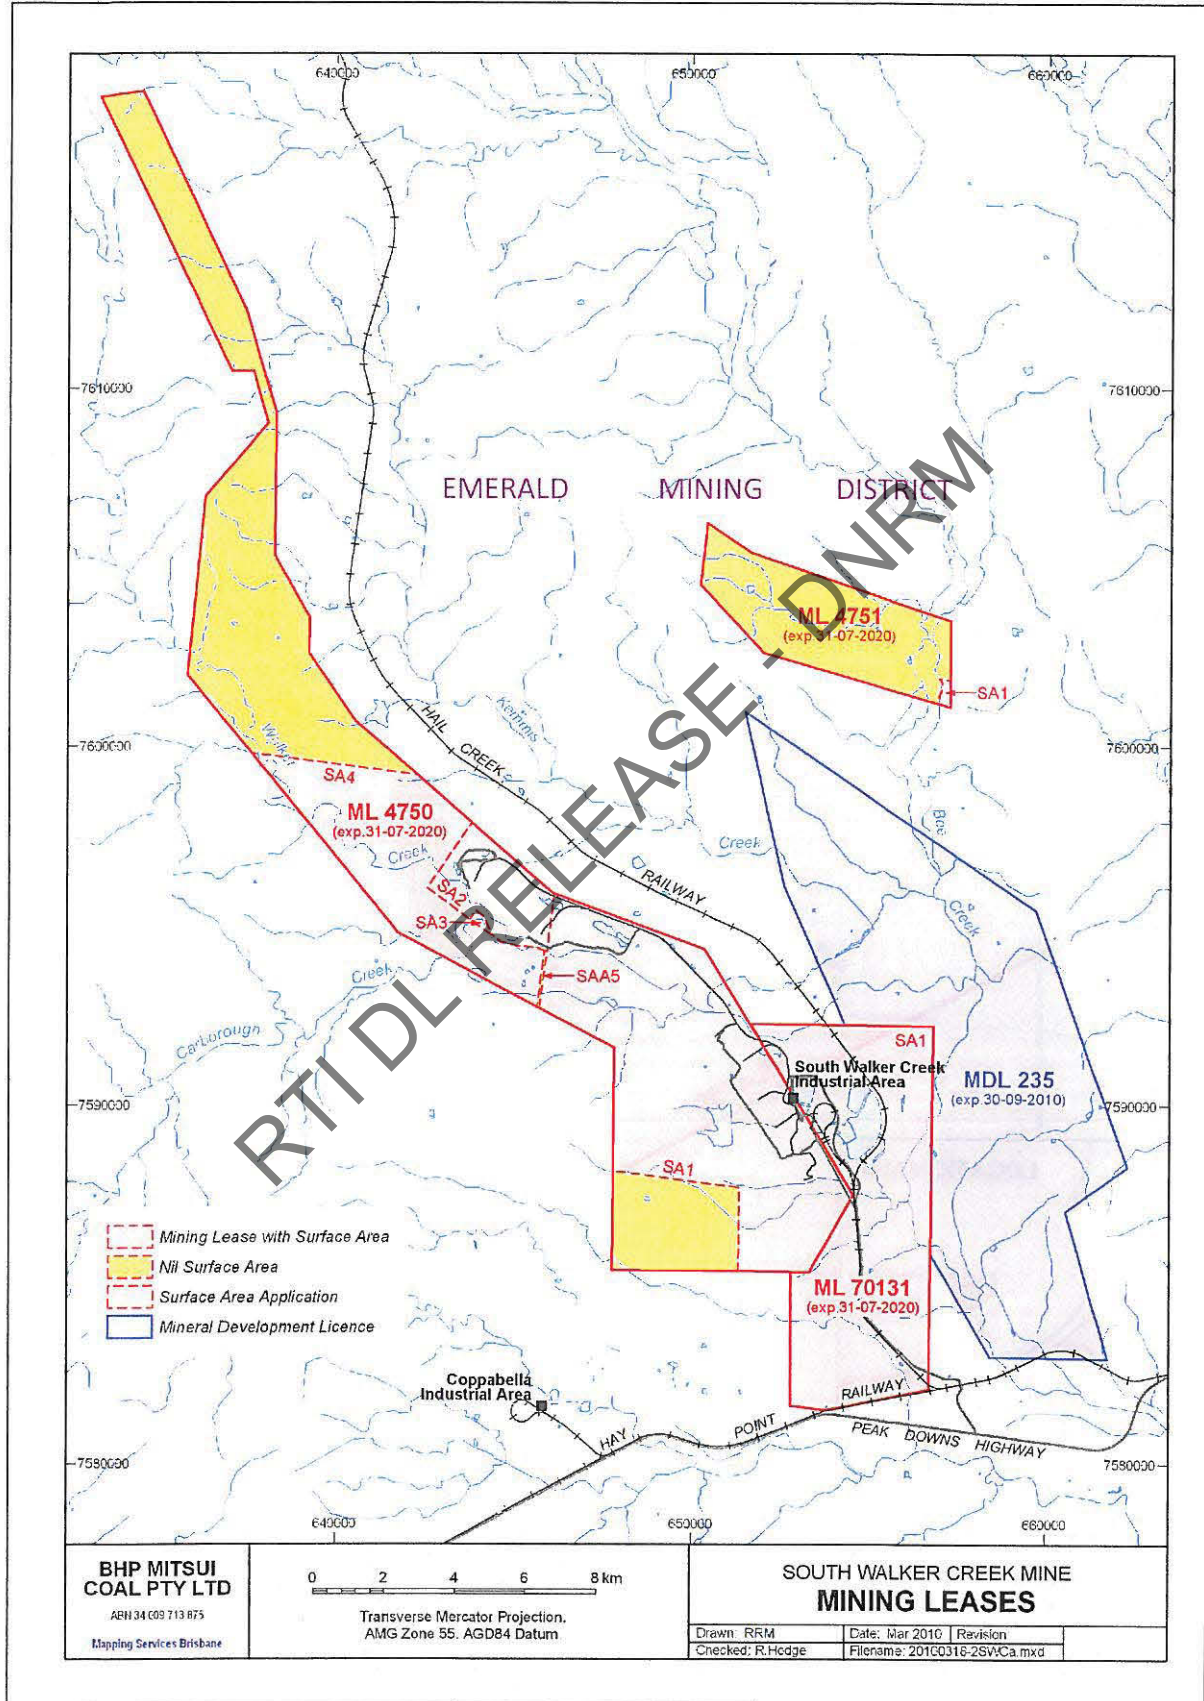 640000
650000
660000
7610000
7610000
EMERALD MINING DISTRICT
ML 4751
(exp.31-07-2020)
SA1
HAIL CREEK RAILWAY
Kemmis
Creek
7600000
7600000
Walker
SA4
ML 4750
(exp.31-07-2020)
Creek
SA2
SA3
SAA5
Bee
Creek
Carborough
Creek
SA1
South Walker Creek
Industrial Area
MDL 235
(exp.30-09-2010)
7590000
7590000
SA1
Mining Lease with Surface Area
Nil Surface Area
Surface Area Application
Mineral Development Licence
ML 70131
(exp.31-07-2020)
Coppabella
Industrial Area
HAY POINT RAILWAY
PEAK DOWNS HIGHWAY
7580000
7580000
640000
650000
660000
RTI DL RELEASE - DNRM
BHP MITSUI
COAL PTY LTD
ABN 34 009 713 875
Mapping Services Brisbane
0 2 4 6 8 km
Transverse Mercator Projection.
AMG Zone 55. AGD84 Datum
SOUTH WALKER CREEK MINE
MINING LEASES
Drawn: RRM
Date: Mar 2010
Revision
Checked: R.Hodge
Filename: 20100316-2SWCa.mxd